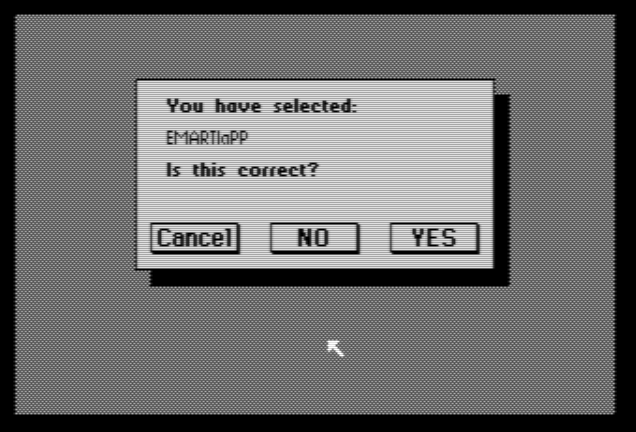 You have selected:
EMARTIaPP
Is this correct?
Cancel NO YES